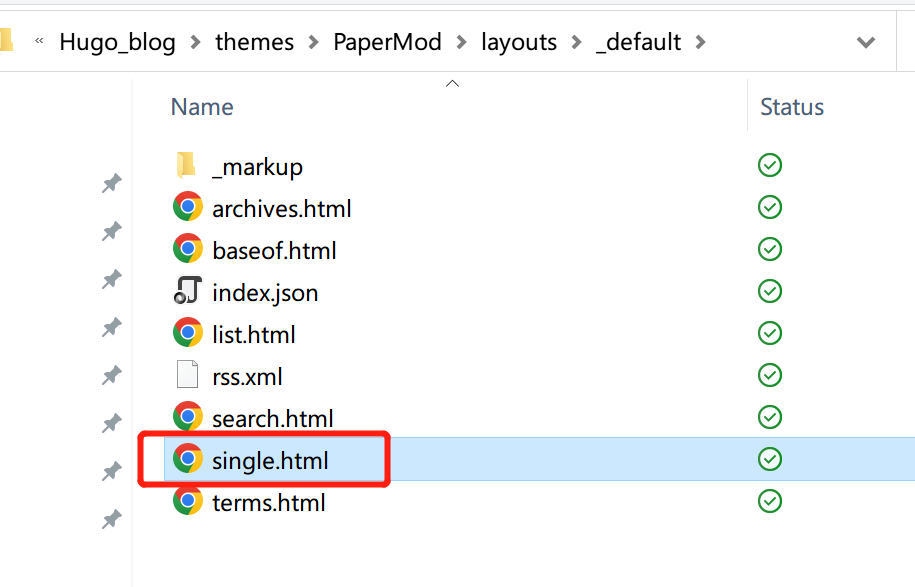 « Hugo_blog > themes > PaperMod > layouts > _default >
Name Status
_markup
archives.html
baseof.html
index.json
list.html
rss.xml
search.html
single.html
terms.html